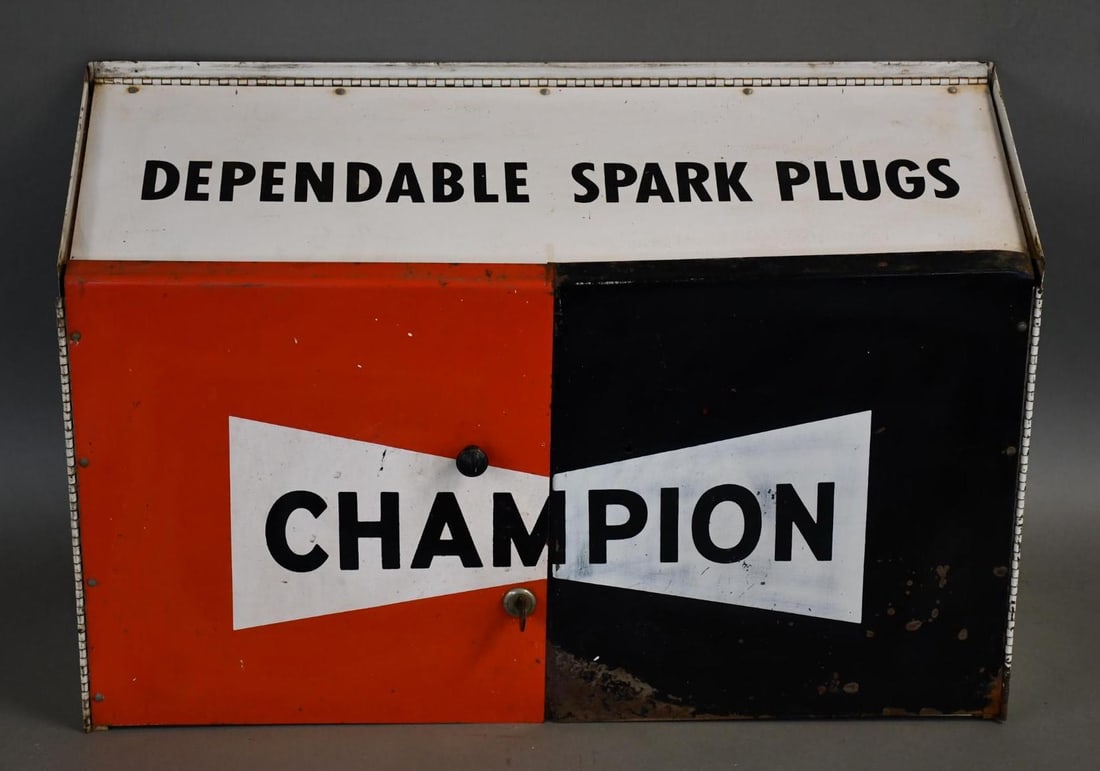 DEPENDABLE SPARK PLUGS
CHAMPION